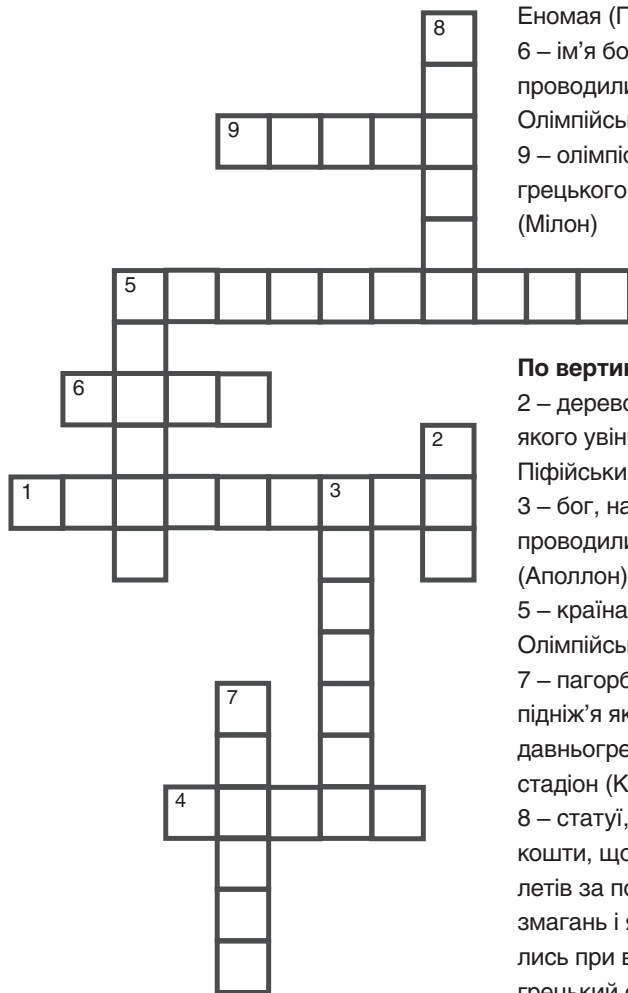 8
9
5
6
2
1
3
7
4
Еномая (П
6 – ім’я бо
проводили
Олімпійсь
9 – олімпіо
грецького
(Мілон)
По верти
2 – дерево
якого увін
Піфійськи
3 – бог, на
проводили
(Аполлон)
5 – країна
Олімпійсь
7 – пагорб
підніж’я як
давньогре
стадіон (К
8 – статуї,
кошти, що
летів за по
змагань і я
лись при в
грецький